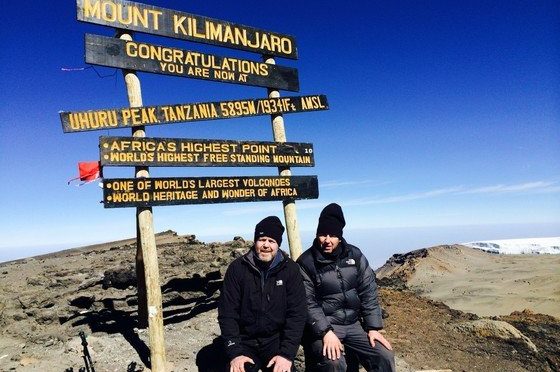 MOUNT KILIMANJARO
CONGRATULATIONS
YOU ARE NOW AT
UHURU PEAK, TANZANIA 5895M/19341Ft AMSL
AFRICA'S HIGHEST POINT
WORLD'S HIGHEST FREE STANDING MOUNTAIN
ONE OF WORLD'S LARGEST VOLCANOES
WORLD HERITAGE AND WONDER OF AFRICA